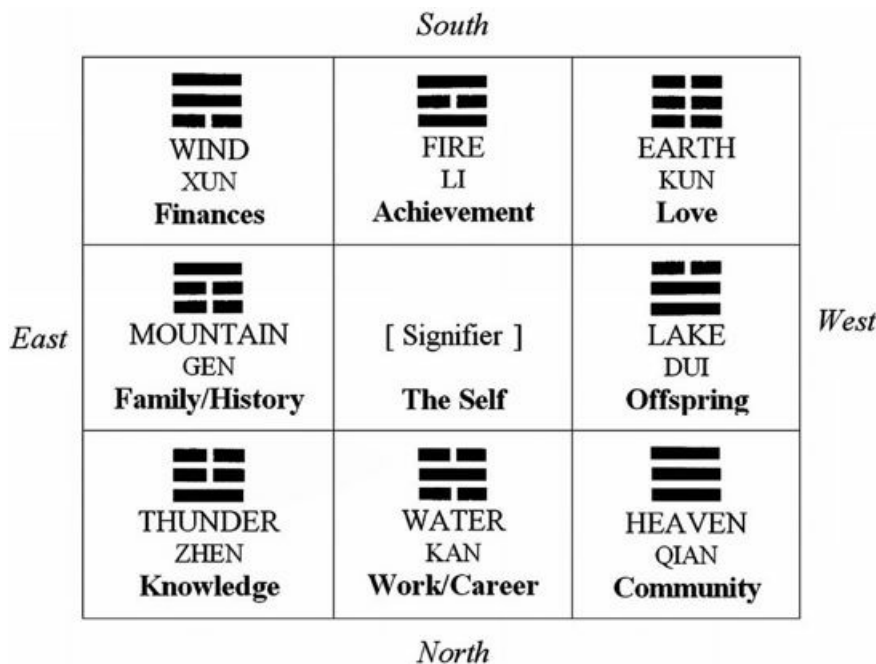 South
WIND
XUN
Finances
FIRE
LI
Achievement
EARTH
KUN
Love
East
MOUNTAIN
GEN
Family/History
[ Signifier ]
The Self
LAKE
DUI
Offspring
West
THUNDER
ZHEN
Knowledge
WATER
KAN
Work/Career
HEAVEN
QIAN
Community
North